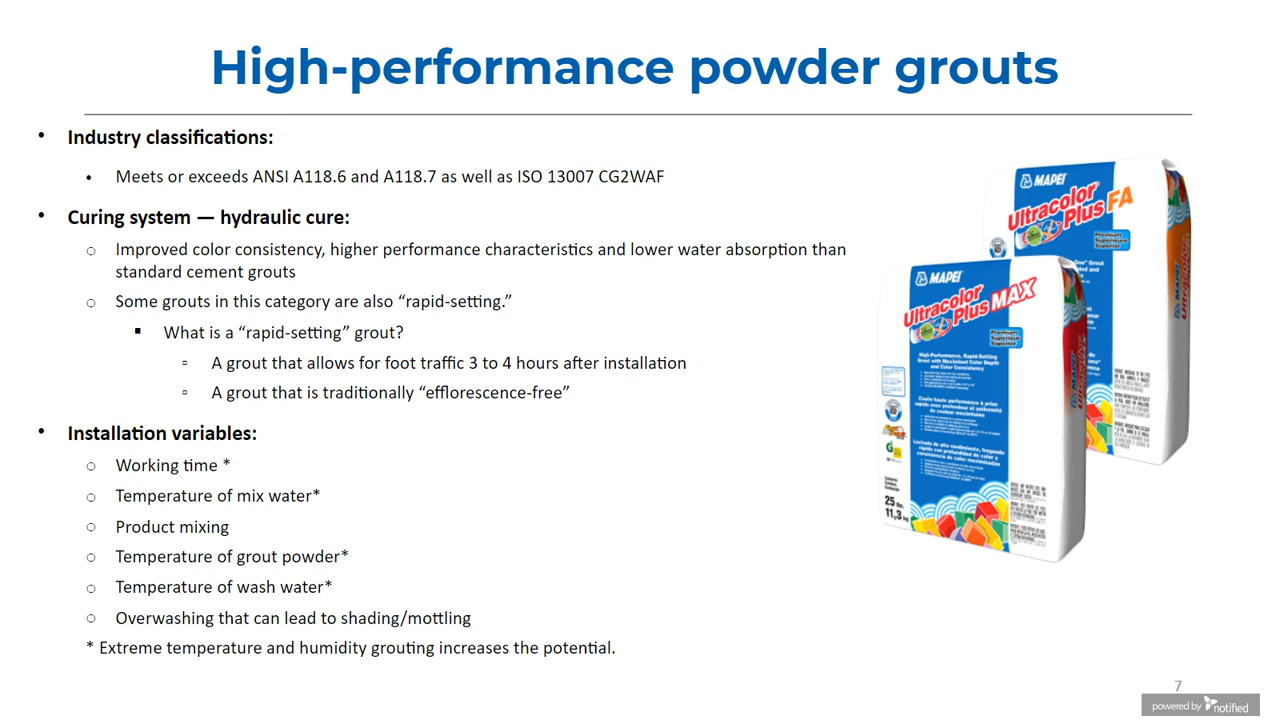 High-performance powder grouts
• Industry classifications:
• Meets or exceeds ANSI A118.6 and A118.7 as well as ISO 13007 CG2WAF
• Curing system — hydraulic cure:
○ Improved color consistency, higher performance characteristics and lower water absorption than
standard cement grouts
○ Some grouts in this category are also “rapid-setting.”
▪ What is a “rapid-setting” grout?
▫ A grout that allows for foot traffic 3 to 4 hours after installation
▫ A grout that is traditionally “efflorescence-free”
• Installation variables:
○ Working time *
○ Temperature of mix water*
○ Product mixing
○ Temperature of grout powder*
○ Temperature of wash water*
○ Overwashing that can lead to shading/mottling
* Extreme temperature and humidity grouting increases the potential.
MAPEI
Ultracolor
Plus FA
MAPEI
Ultracolor
Plus MAX
High-Performance, Rapid-Setting
Grout with Maximized Color Depth
and Color Consistency
25 lbs.
11,3 kg
7
powered by notified